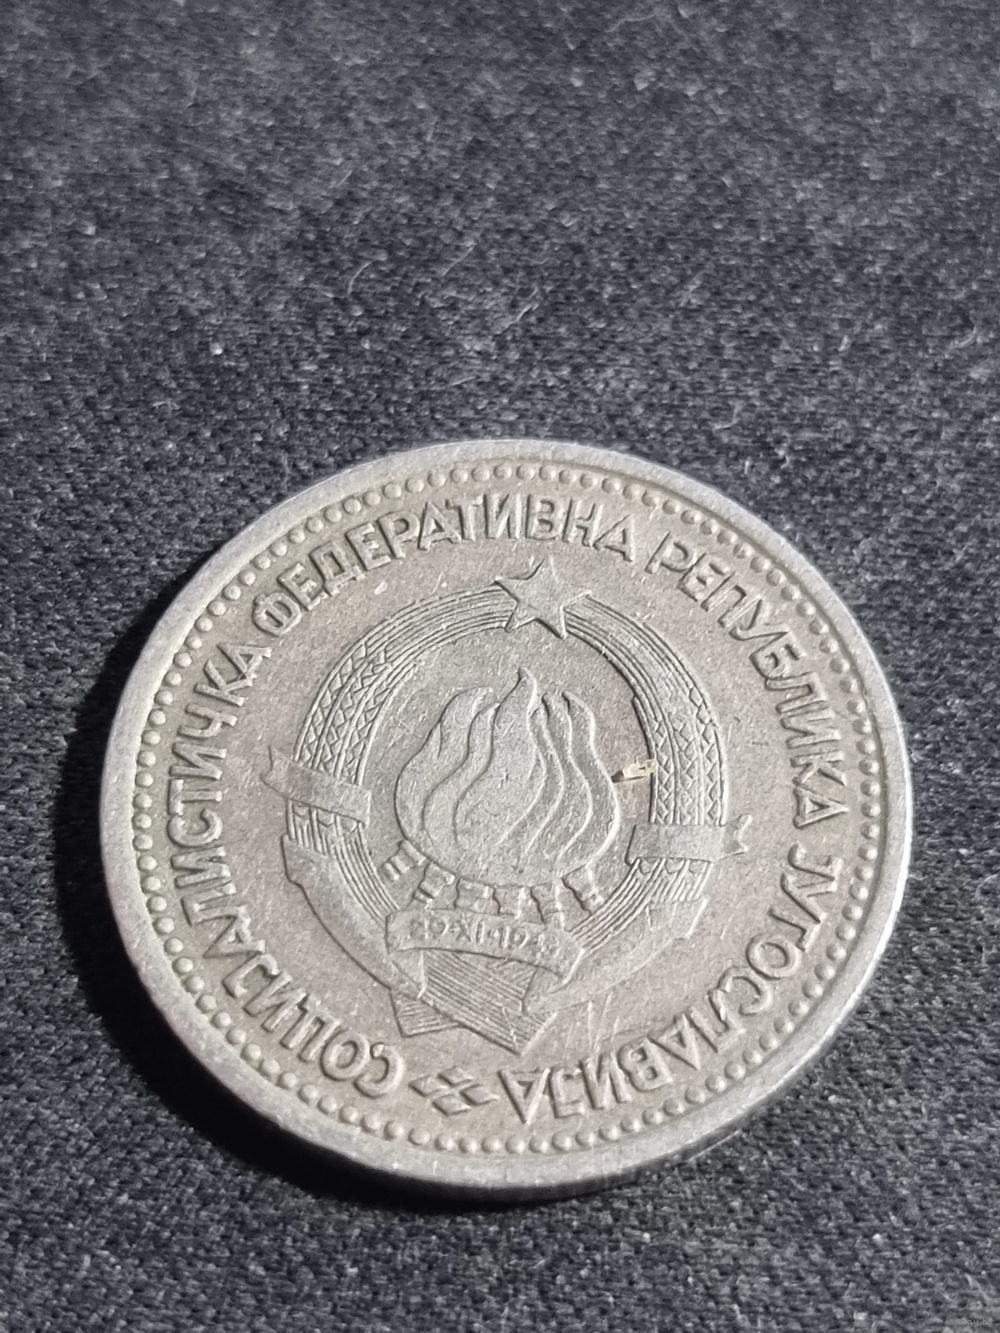 СОЦИЈАЛИСТИЧКА ФЕДЕРАТИВНА РЕПУБЛИКА ЈУГОСЛАВИЈА
29·XI·1943